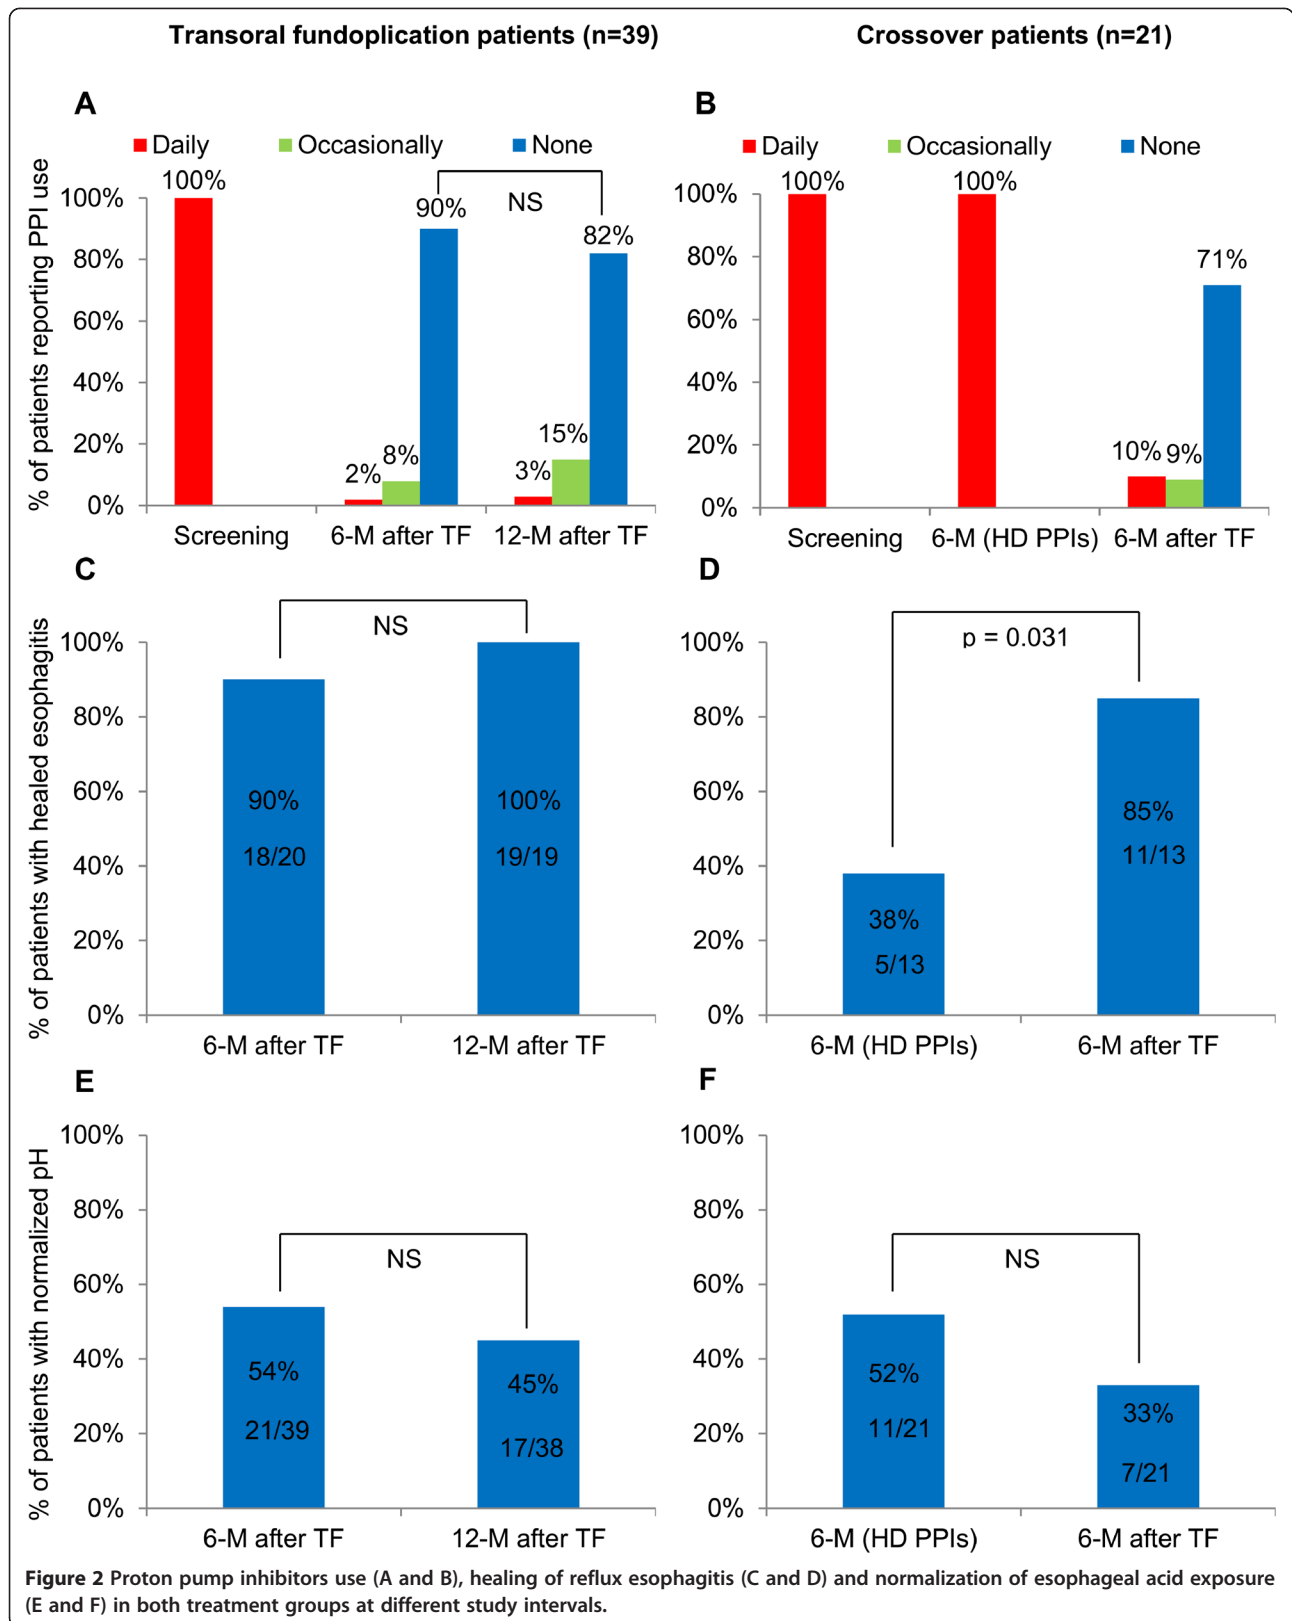 Transoral fundoplication patients (n=39)
Crossover patients (n=21)
A
Daily Occasionally None
% of patients reporting PPI use
100%
80%
60%
40%
20%
0%
100%
2%
8%
90%
3%
15%
82%
NS
Screening 6-M after TF 12-M after TF
B
Daily Occasionally None
100%
80%
60%
40%
20%
0%
100%
100%
10%
9%
71%
Screening 6-M (HD PPIs) 6-M after TF
C
% of patients with healed esophagitis
100%
80%
60%
40%
20%
0%
NS
90%
18/20
100%
19/19
6-M after TF 12-M after TF
D
100%
80%
60%
40%
20%
0%
p = 0.031
38%
5/13
85%
11/13
6-M (HD PPIs) 6-M after TF
E
% of patients with normalized pH
100%
80%
60%
40%
20%
0%
NS
54%
21/39
45%
17/38
6-M after TF 12-M after TF
F
100%
80%
60%
40%
20%
0%
NS
52%
11/21
33%
7/21
6-M (HD PPIs) 6-M after TF
Figure 2 Proton pump inhibitors use (A and B), healing of reflux esophagitis (C and D) and normalization of esophageal acid exposure
(E and F) in both treatment groups at different study intervals.